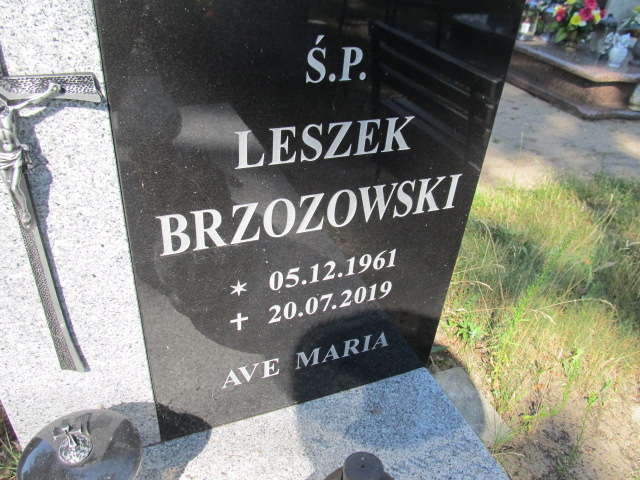 Ś.P.
LESZEK
BRZOZOWSKI
* 05.12.1961
+ 20.07.2019
AVE MARIA